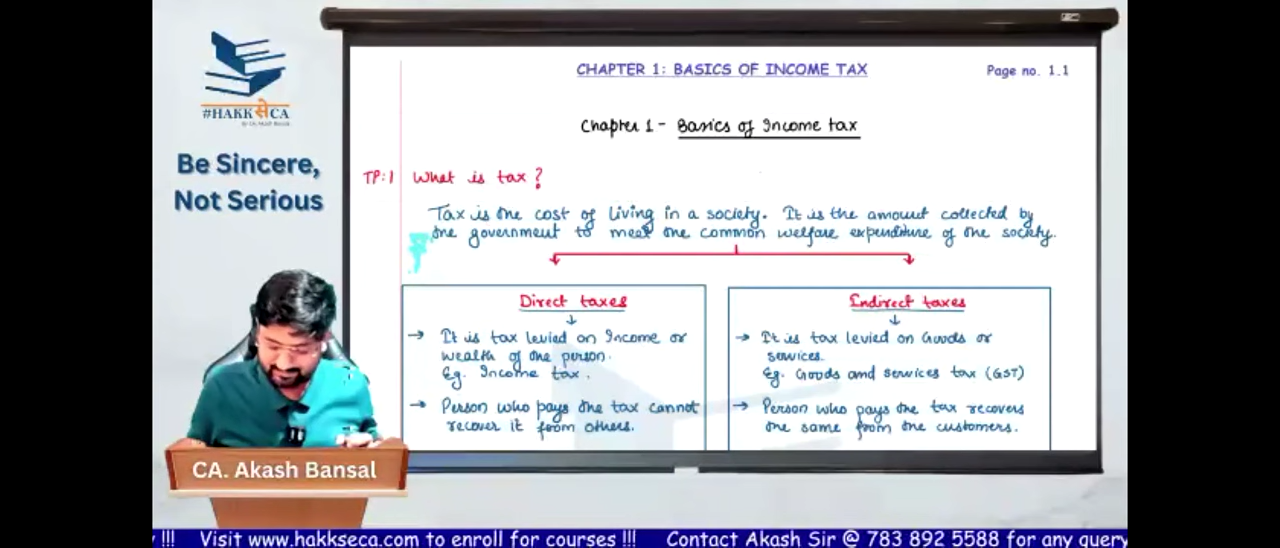 #HAKKसेCA
Be Sincere,
Not Serious
CA. Akash Bansal
CHAPTER 1: BASICS OF INCOME TAX
Page no. 1.1
Chapter 1 - Basics of Income tax
TP:1 What is tax?
Tax is the cost of living in a society. It is the amount collected by
the government to meet the common welfare expenditure of the society.
Direct taxes
→ It is tax levied on Income or
wealth of the person.
Eg. Income tax.
→ Person who pays the tax cannot
recover it from others.
Indirect taxes
→ It is tax levied on Goods or
services.
Eg. Goods and services tax (GST)
→ Person who pays the tax recovers
the same from the customers.
y !!! Visit www.hakkseca.com to enroll for courses !!! Contact Akash Sir @ 783 892 5588 for any query